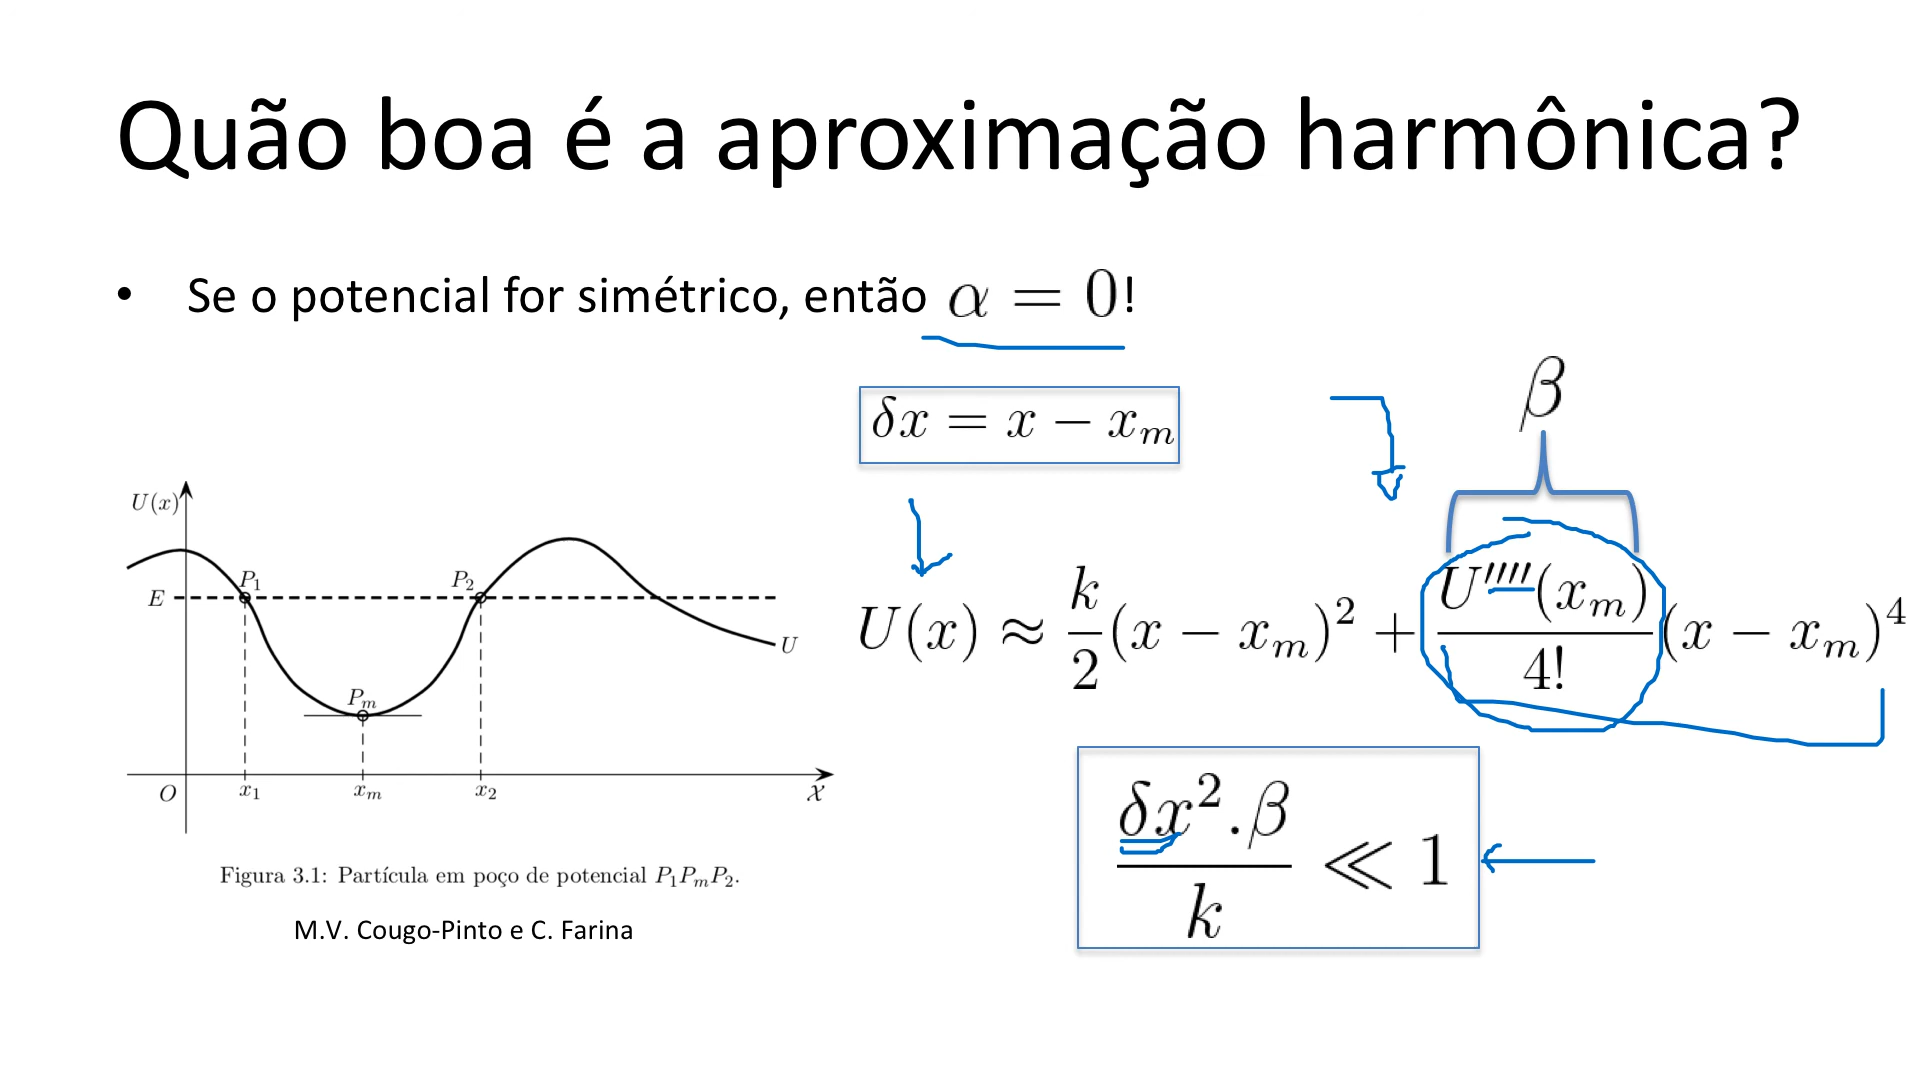 Quão boa é a aproximação harmônica?
• Se o potencial for simétrico, então α = 0!
δx = x − x_m
β
U(x) ≈ k/2 (x − x_m)^2 + U''''(x_m)/4! (x − x_m)^4
δx^2.β/k ≪ 1
U(x)
P_1
P_2
E
U
P_m
O
x_1
x_m
x_2
X
Figura 3.1: Partícula em poço de potencial P_1P_mP_2.
M.V. Cougo-Pinto e C. Farina